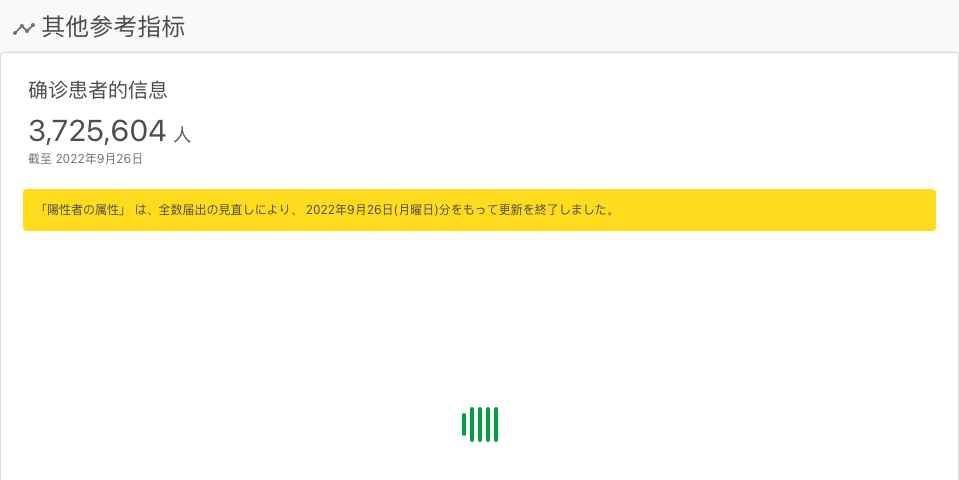 其他参考指标
确诊患者的信息
3,725,604 人
截至 2022年9月26日
「陽性者の属性」 は、全数届出の見直しにより、 2022年9月26日(月曜日)分をもって更新を終了しました。